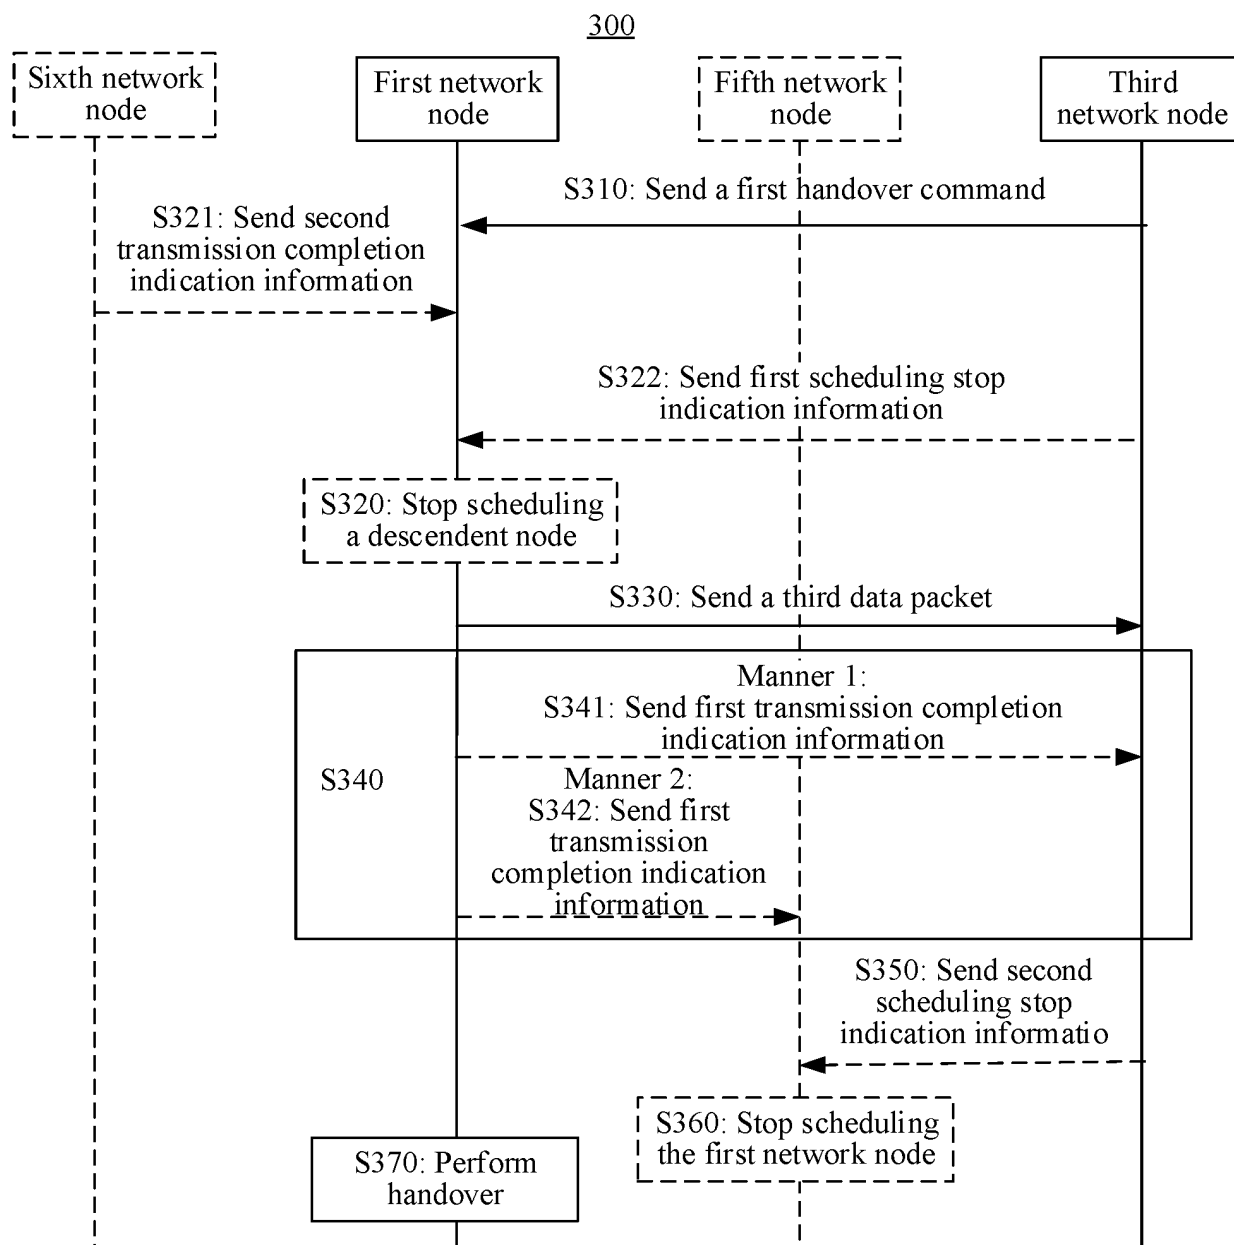 300
Sixth network
node
First network
node
Fifth network
node
Third
network node
S310: Send a first handover command
S321: Send second
transmission completion
indication information
S322: Send first scheduling stop
indication information
S320: Stop scheduling
a descendent node
S330: Send a third data packet
Manner 1:
S341: Send first transmission completion
indication information
S340
Manner 2:
S342: Send first
transmission
completion indication
information
S350: Send second
scheduling stop
indication informatio
S360: Stop scheduling
the first network node
S370: Perform
handover